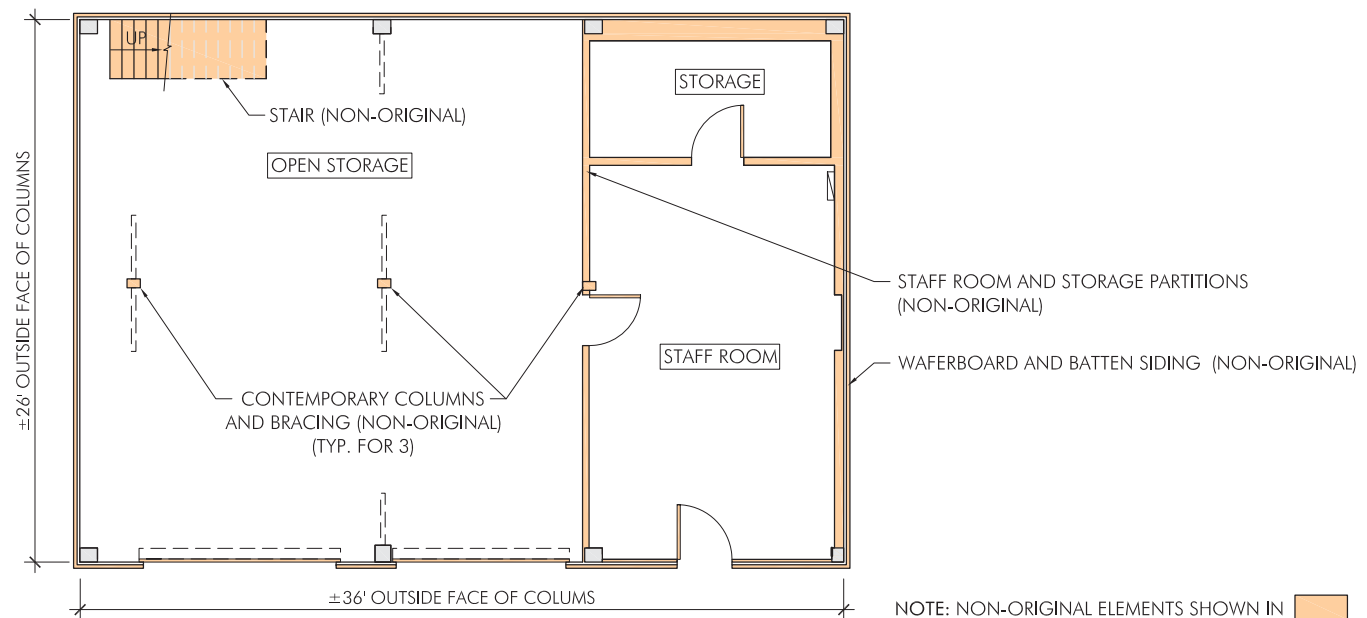 UP
STORAGE
STAIR (NON-ORIGINAL)
OPEN STORAGE
±26' OUTSIDE FACE OF COLUMNS
STAFF ROOM AND STORAGE PARTITIONS
(NON-ORIGINAL)
STAFF ROOM
WAFERBOARD AND BATTEN SIDING (NON-ORIGINAL)
CONTEMPORARY COLUMNS
AND BRACING (NON-ORIGINAL)
(TYP. FOR 3)
±36' OUTSIDE FACE OF COLUMS
NOTE: NON-ORIGINAL ELEMENTS SHOWN IN